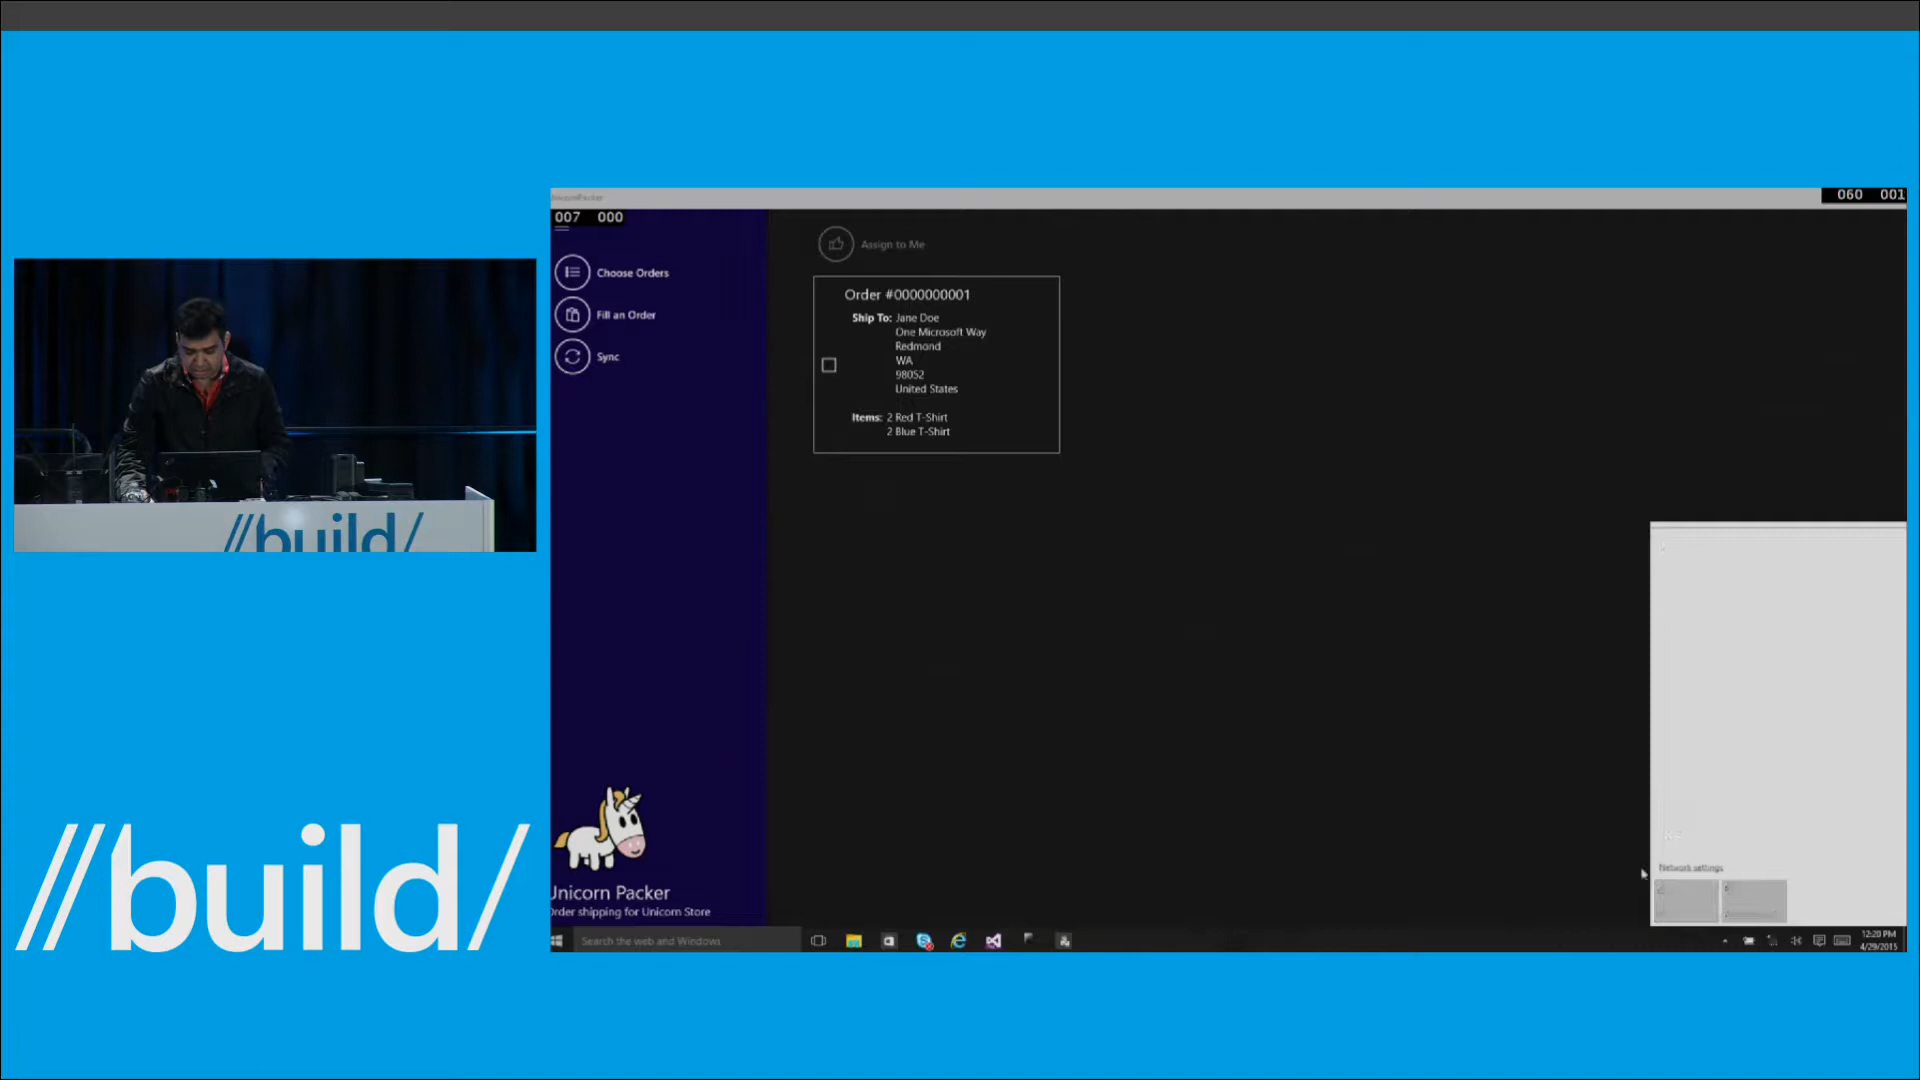 UnicornPacker
060 001
007 000
Choose Orders
Fill an Order
Sync
Assign to Me
Order #0000000001
Ship To: Jane Doe
One Microsoft Way
Redmond
WA
98052
United States
Items: 2 Red T-Shirt
2 Blue T-Shirt
//build/
//build/
Unicorn Packer
Order shipping for Unicorn Store
Network settings
Search the web and Windows
12:20 PM
4/29/2015